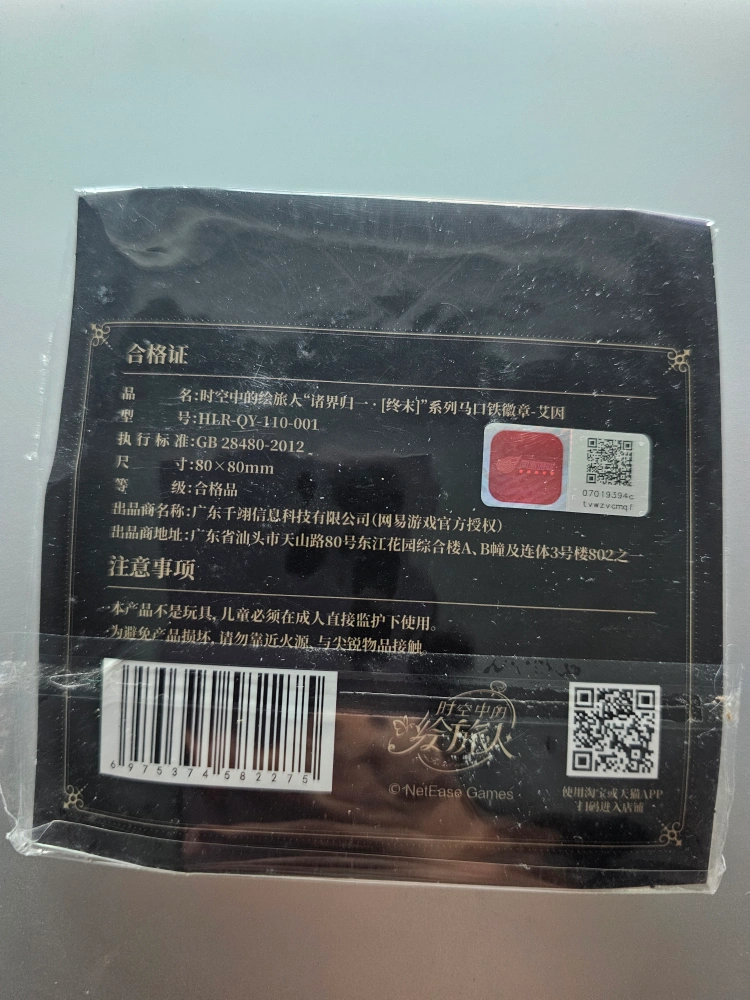 合格证
品 名:时空中的绘旅人“诸界归一·[终末]”系列马口铁徽章-艾因
型 号:HLR-QY-110-001
执行标准:GB 28480-2012
尺 寸:80×80mm
等 级:合格品
出品商名称:广东千翊信息科技有限公司(网易游戏官方授权)
出品商地址:广东省汕头市天山路80号东江花园综合楼A、B幢及连体3号楼802之一
07019394c
tvwzvcmqr
注意事项
·本产品不是玩具,儿童必须在成人直接监护下使用。
为避免产品损坏,请勿靠近火源 与尖锐物品接触
6975374582275
时空中的
绘旅人
© NetEase Games
使用淘宝或天猫APP
扫码进入店铺